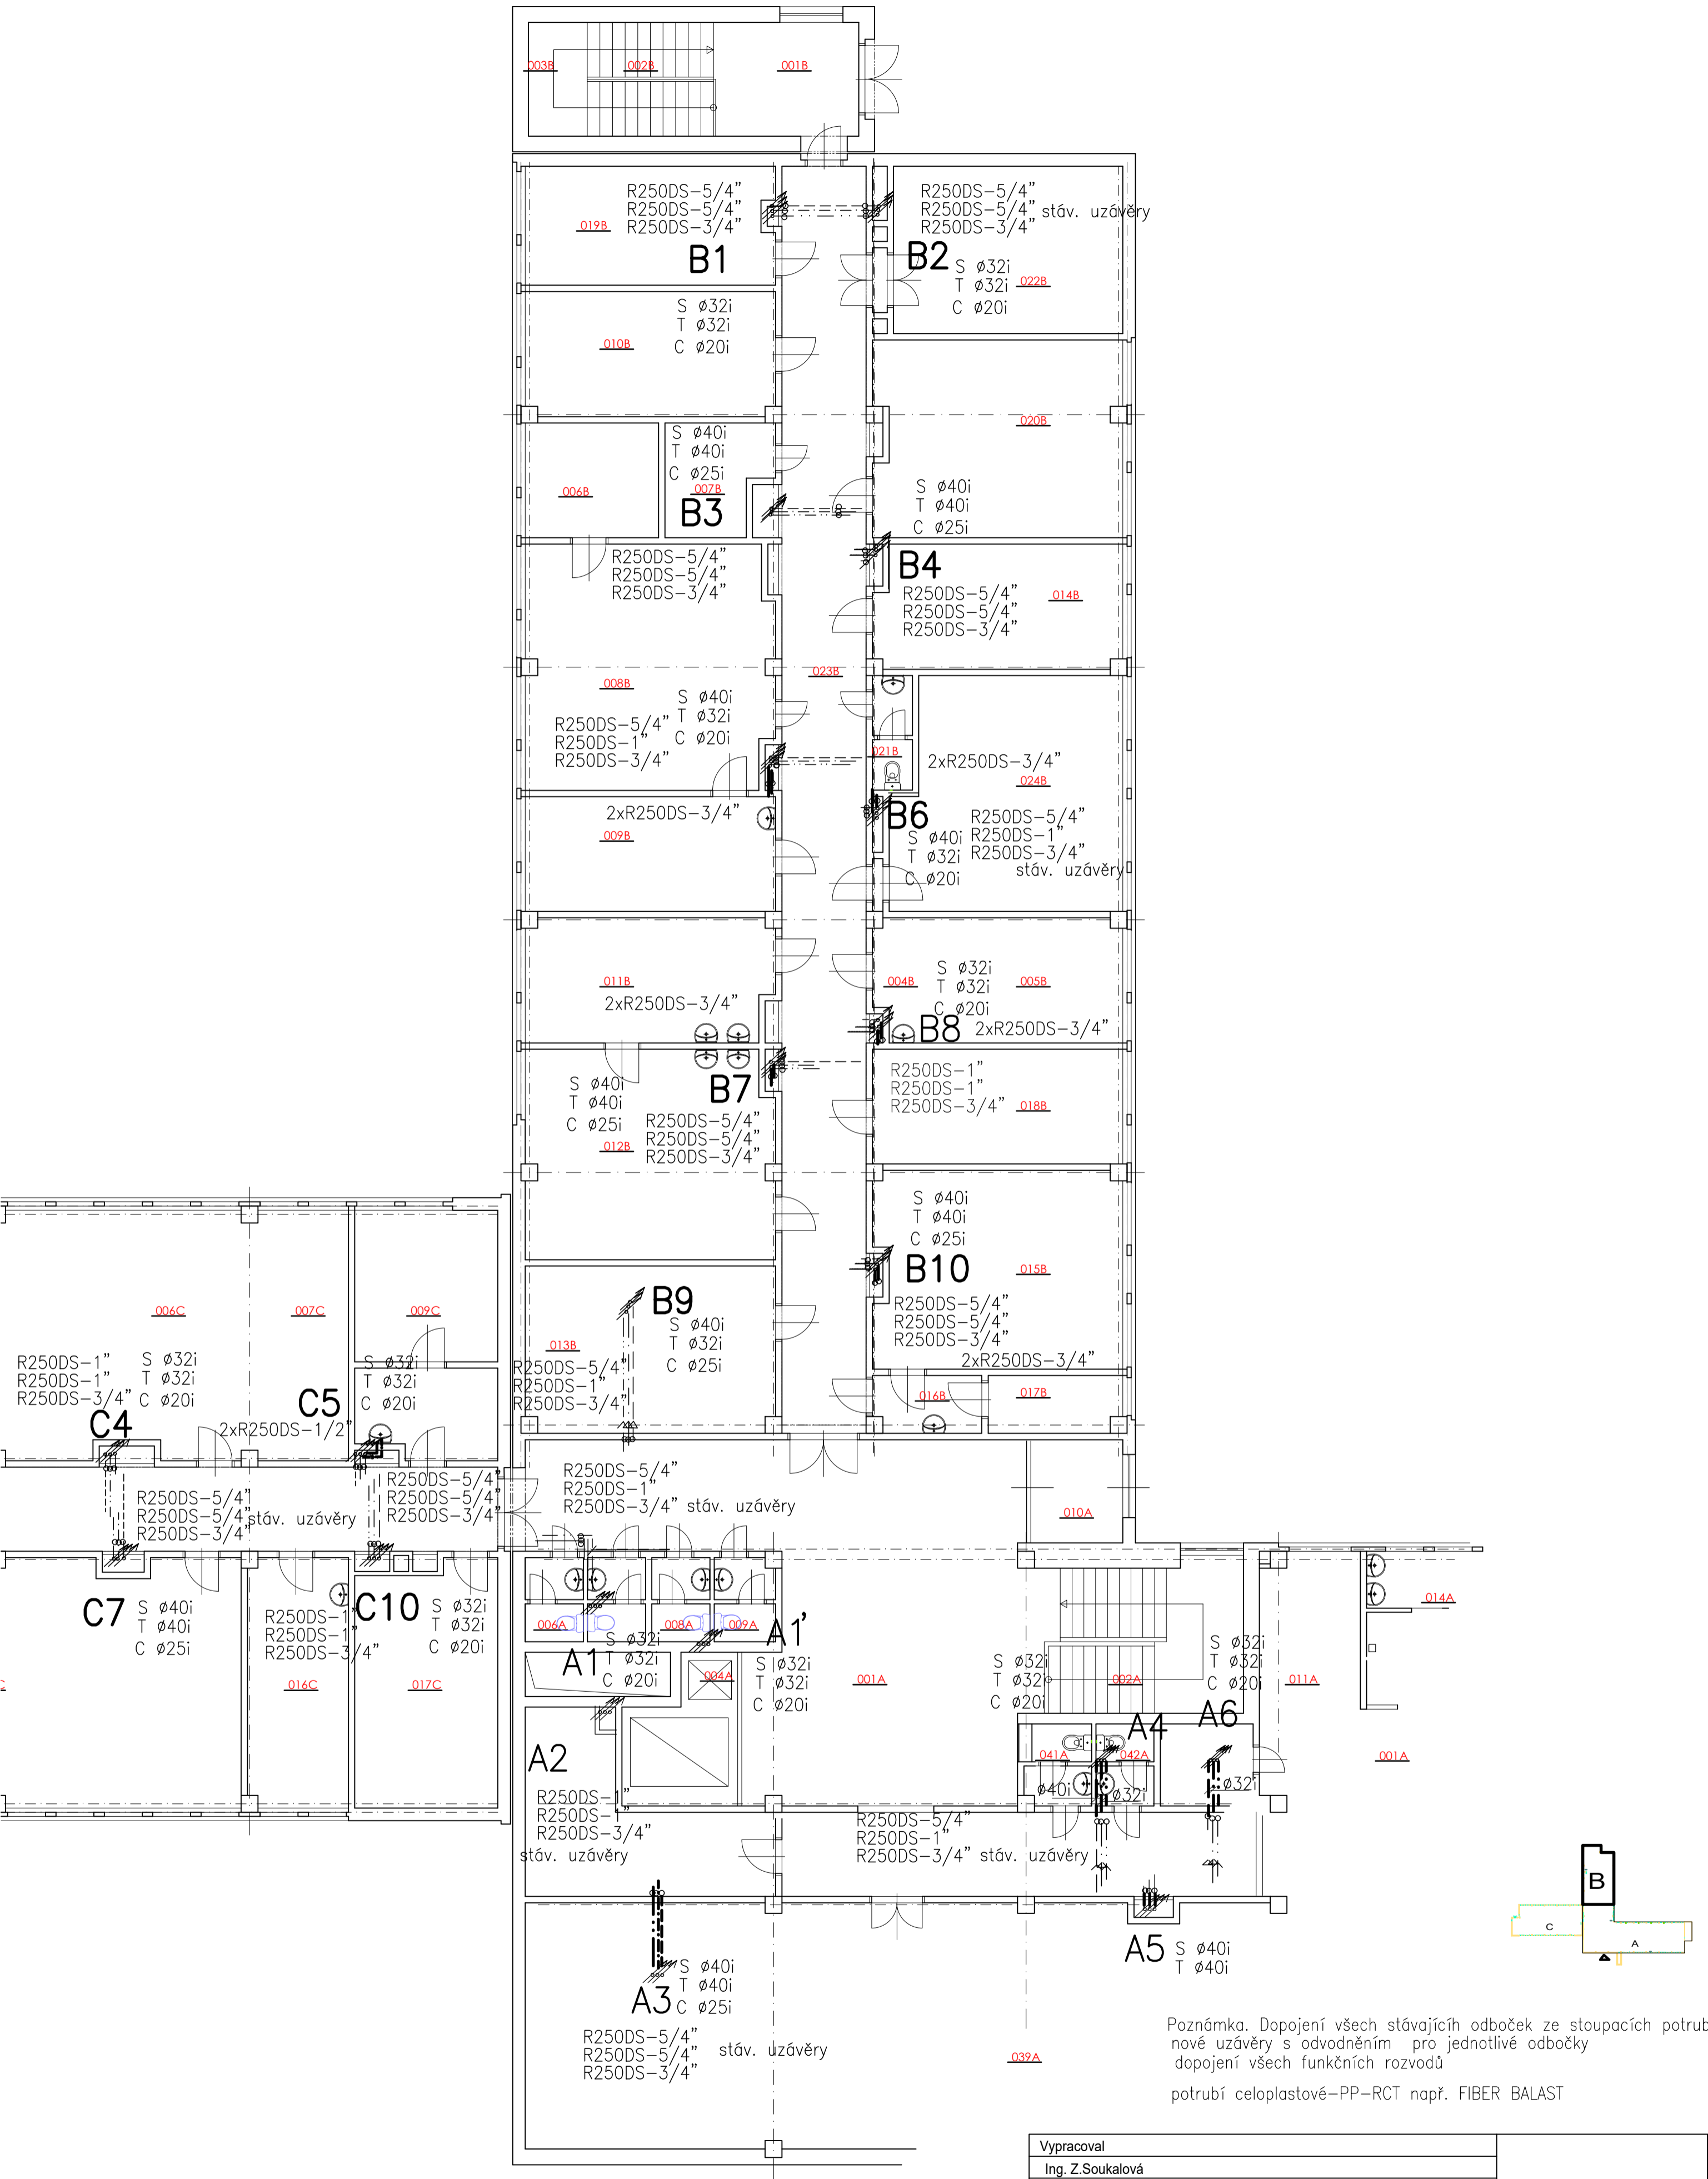 003B
002B
001B
R250DS-5/4"
R250DS-5/4"
R250DS-3/4"
019B
B1
R250DS-5/4"
R250DS-5/4" stáv. uzávěry
R250DS-3/4"
B2
S ø32i
T ø32i
C ø20i
022B
S ø32i
T ø32i
C ø20i
010B
020B
S ø40i
T ø40i
C ø25i
006B
007B
B3
S ø40i
T ø40i
C ø25i
R250DS-5/4"
R250DS-5/4"
R250DS-3/4"
B4
R250DS-5/4"
R250DS-5/4"
R250DS-3/4"
014B
023B
008B
S ø40i
T ø32i
C ø20i
R250DS-5/4"
R250DS-1"
R250DS-3/4"
021B
2xR250DS-3/4"
024B
2xR250DS-3/4"
009B
B6
R250DS-5/4"
R250DS-1"
R250DS-3/4"
stáv. uzávěry
S ø40i
T ø32i
C ø20i
011B
2xR250DS-3/4"
004B
S ø32i
T ø32i
C ø20i
005B
B8
2xR250DS-3/4"
B7
S ø40i
T ø40i
C ø25i
R250DS-5/4"
R250DS-5/4"
R250DS-3/4"
012B
R250DS-1"
R250DS-1"
R250DS-3/4"
018B
S ø40i
T ø40i
C ø25i
B10
015B
R250DS-5/4"
R250DS-5/4"
R250DS-3/4"
2xR250DS-3/4"
016B
017B
B9
S ø40i
T ø32i
C ø25i
013B
R250DS-5/4"
R250DS-1"
R250DS-3/4"
006C
007C
009C
R250DS-1"
R250DS-1"
R250DS-3/4"
S ø32i
T ø32i
C ø20i
C4
C5
S ø32i
T ø32i
C ø20i
2xR250DS-1/2"
R250DS-5/4"
R250DS-5/4"
R250DS-3/4"
stáv. uzávěry
R250DS-5/4"
R250DS-5/4"
R250DS-3/4"
R250DS-5/4"
R250DS-1"
R250DS-3/4" stáv. uzávěry
010A
C7
S ø40i
T ø40i
C ø25i
R250DS-1"
R250DS-1"
R250DS-3/4"
C10
S ø32i
T ø32i
C ø20i
016C
017C
006A
008A
009A
A1
S ø32i
T ø32i
C ø20i
A1'
004A
S ø32i
T ø32i
C ø20i
001A
S ø32i
T ø32i
C ø20i
002A
S ø32i
T ø32i
C ø20i
011A
014A
001A
A2
A4
A6
041A
042A
ø40i
ø32i
ø32i
R250DS-1"
R250DS-1"
R250DS-3/4"
stáv. uzávěry
R250DS-5/4"
R250DS-1"
R250DS-3/4" stáv. uzávěry
A5
S ø40i
T ø40i
A3
S ø40i
T ø40i
C ø25i
R250DS-5/4"
R250DS-5/4"
R250DS-3/4"
stáv. uzávěry
039A
B
C
A
Poznámka. Dopojení všech stávajícíh odboček ze stoupacích potrub
nové uzávěry s odvodněním pro jednotlivé odbočky
dopojení všech funkčních rozvodů
potrubí celoplastové-PP-RCT např. FIBER BALAST
Vypracoval
Ing. Z.Soukalová